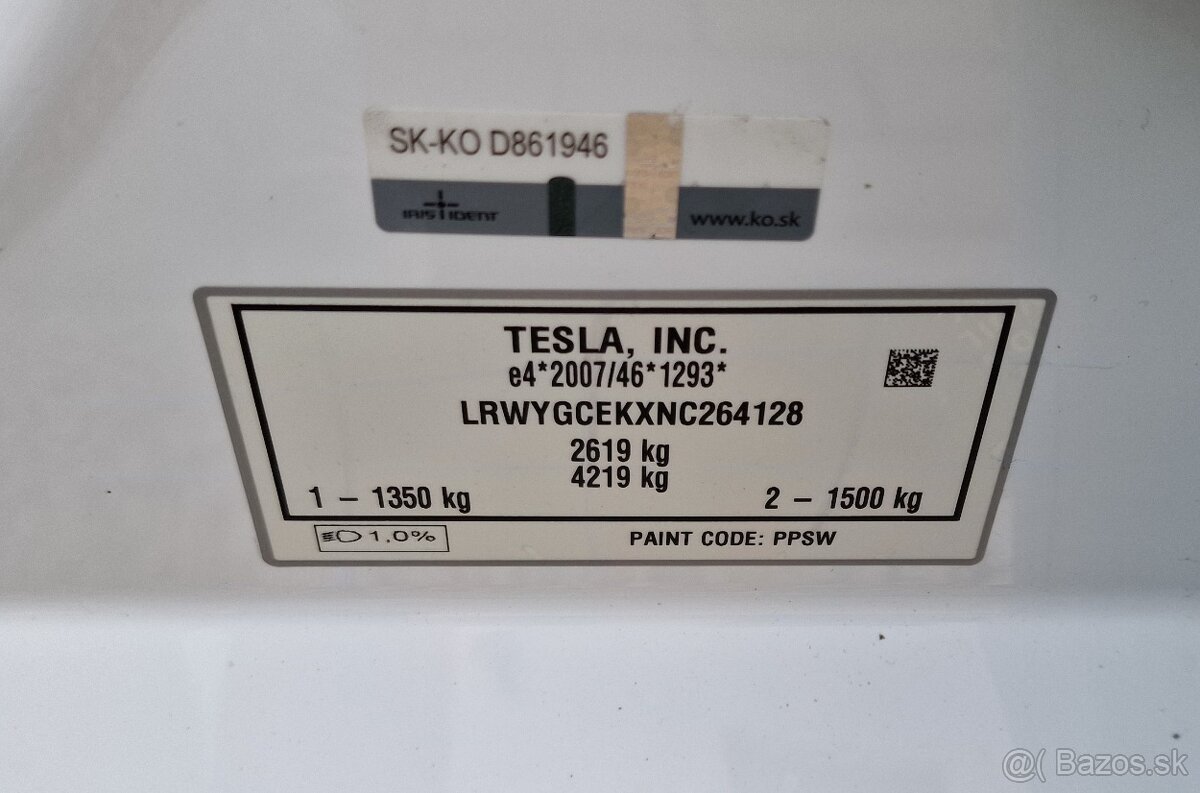 SK-KO D861946
IRIS IDENT
www.ko.sk
TESLA, INC.
e4*2007/46*1293*
LRWYGCEKXNC264128
2619 kg
4219 kg
1 – 1350 kg
2 – 1500 kg
1.0%
PAINT CODE: PPSW
@( Bazos.sk